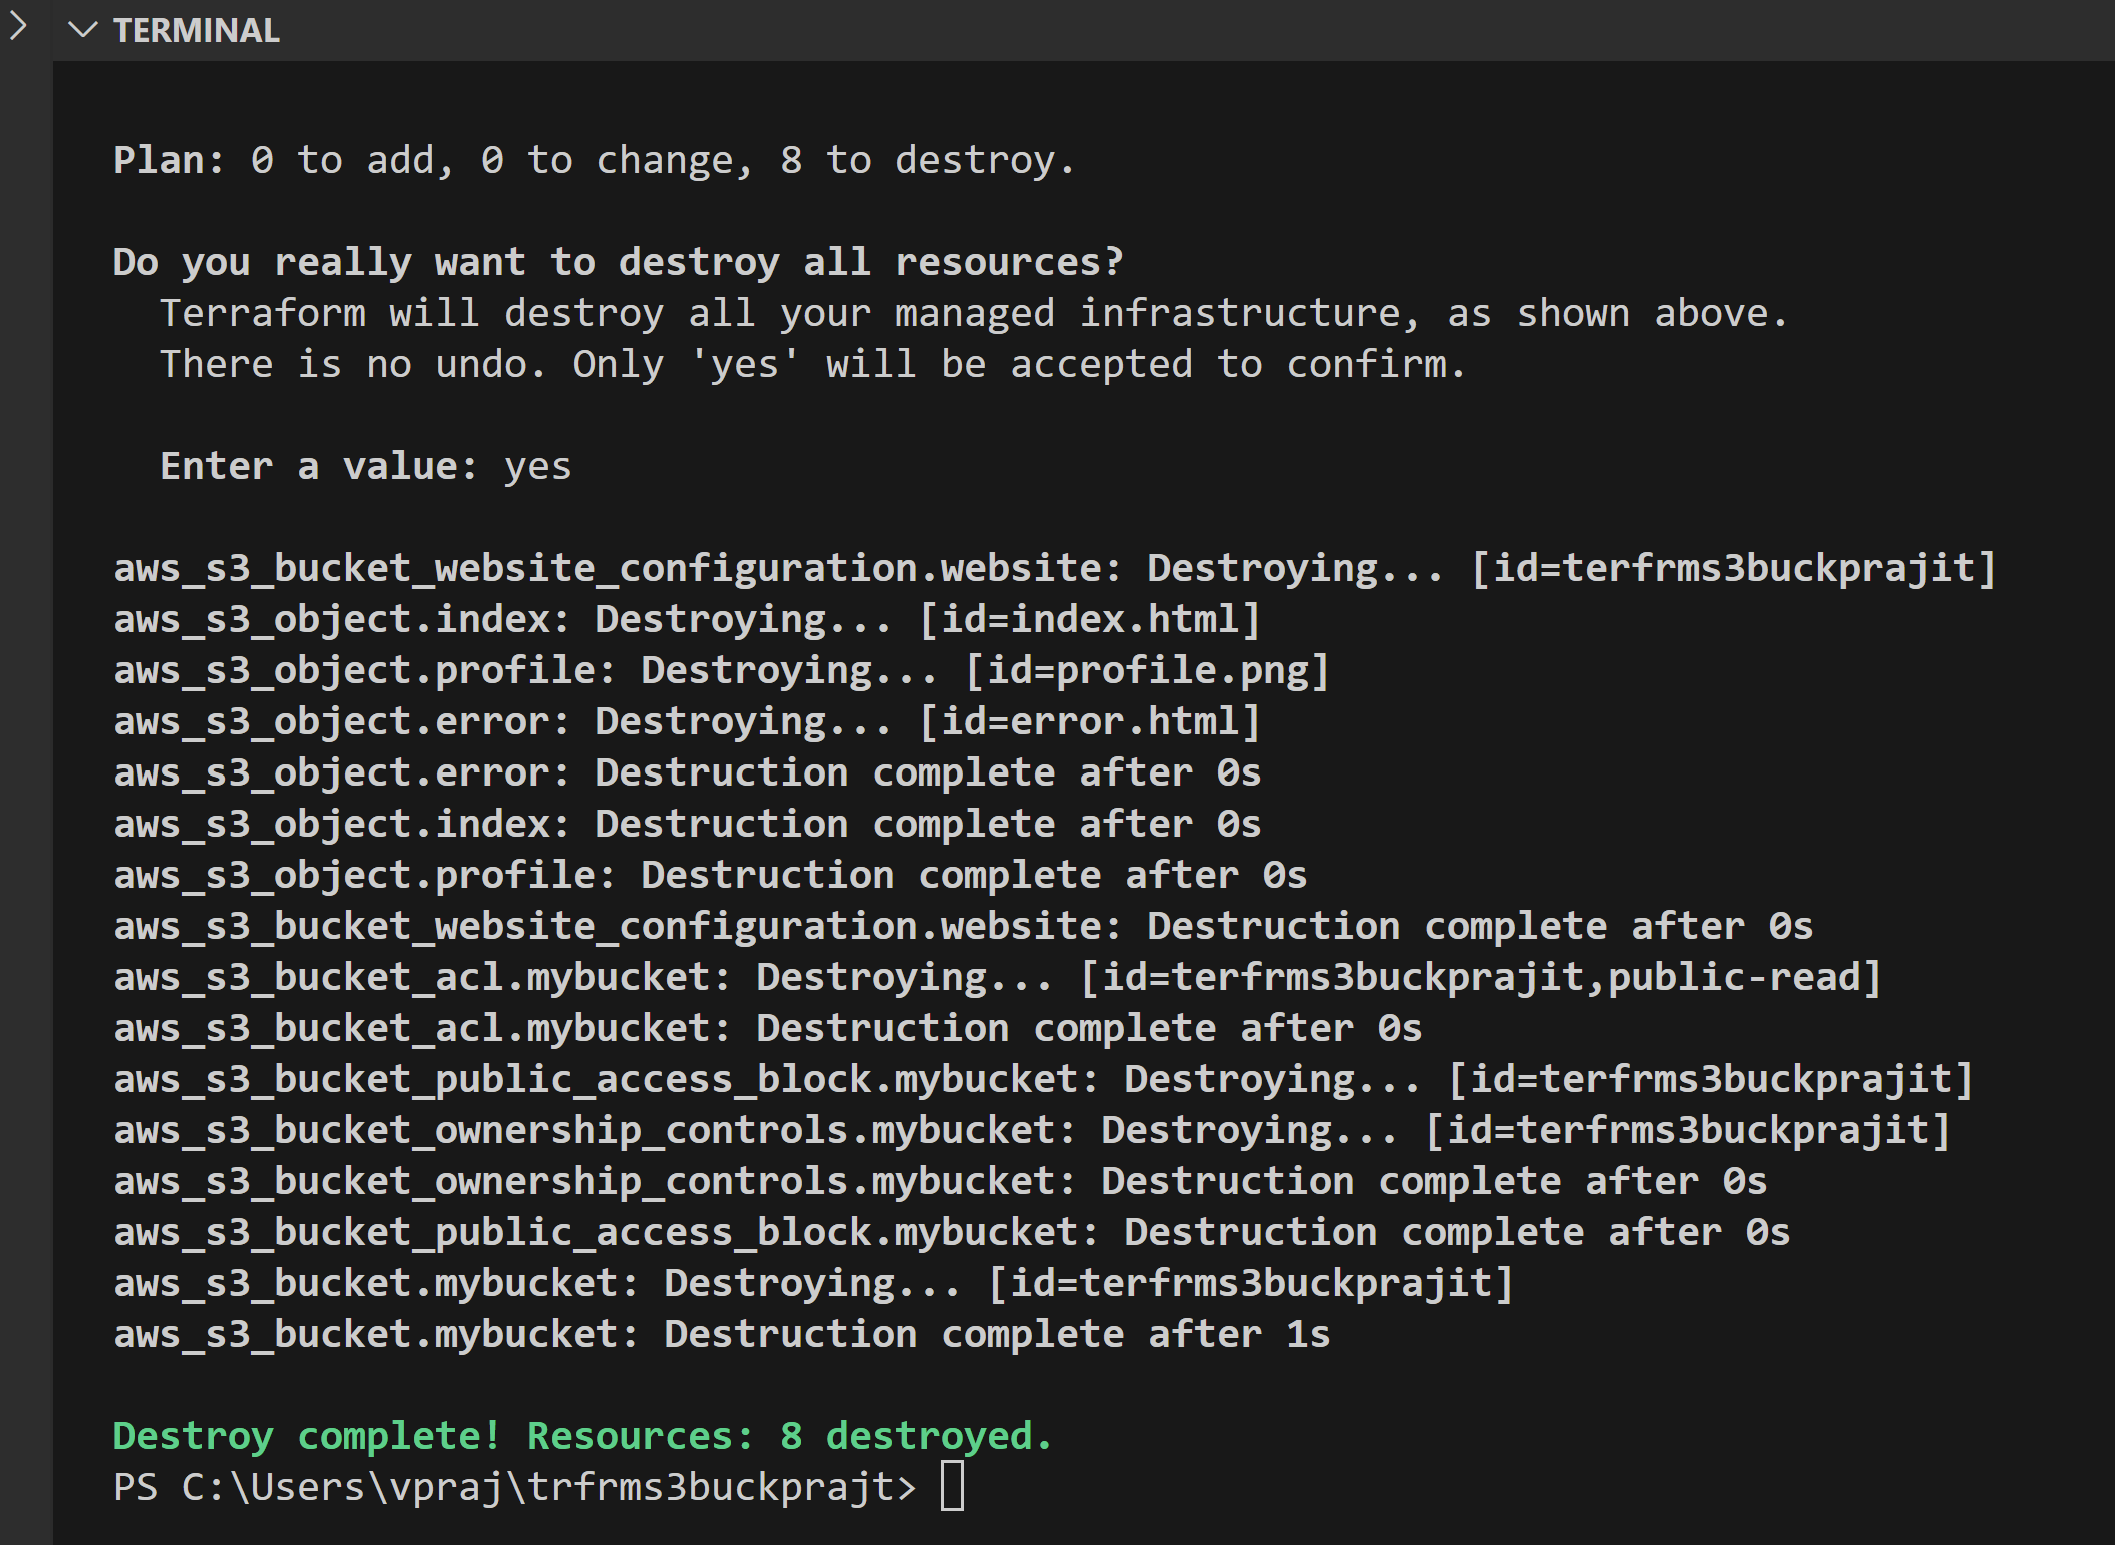 TERMINAL
Plan: 0 to add, 0 to change, 8 to destroy.
Do you really want to destroy all resources?
Terraform will destroy all your managed infrastructure, as shown above.
There is no undo. Only 'yes' will be accepted to confirm.
Enter a value: yes
aws_s3_bucket_website_configuration.website: Destroying... [id=terfrms3buckprajit]
aws_s3_object.index: Destroying... [id=index.html]
aws_s3_object.profile: Destroying... [id=profile.png]
aws_s3_object.error: Destroying... [id=error.html]
aws_s3_object.error: Destruction complete after 0s
aws_s3_object.index: Destruction complete after 0s
aws_s3_object.profile: Destruction complete after 0s
aws_s3_bucket_website_configuration.website: Destruction complete after 0s
aws_s3_bucket_acl.mybucket: Destroying... [id=terfrms3buckprajit,public-read]
aws_s3_bucket_acl.mybucket: Destruction complete after 0s
aws_s3_bucket_public_access_block.mybucket: Destroying... [id=terfrms3buckprajit]
aws_s3_bucket_ownership_controls.mybucket: Destroying... [id=terfrms3buckprajit]
aws_s3_bucket_ownership_controls.mybucket: Destruction complete after 0s
aws_s3_bucket_public_access_block.mybucket: Destruction complete after 0s
aws_s3_bucket.mybucket: Destroying... [id=terfrms3buckprajit]
aws_s3_bucket.mybucket: Destruction complete after 1s
Destroy complete! Resources: 8 destroyed.
PS C:\Users\vpraj\trfrms3buckprajt>